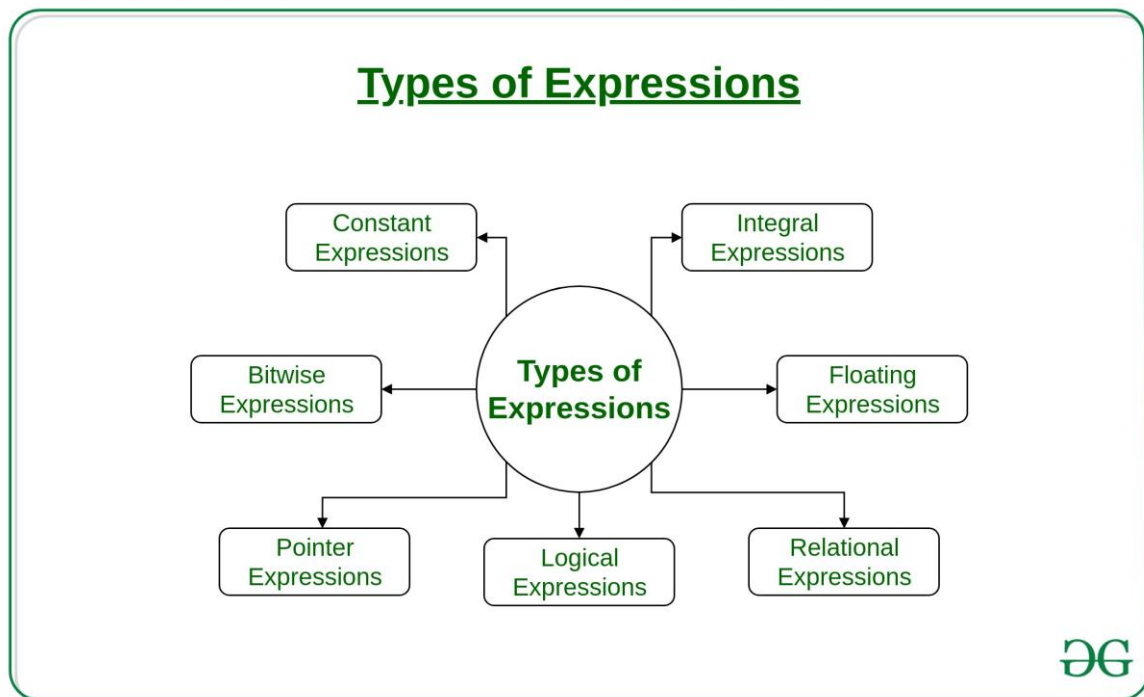 Types of Expressions
Constant
Expressions
Integral
Expressions
Types of
Expressions
Bitwise
Expressions
Floating
Expressions
Pointer
Expressions
Logical
Expressions
Relational
Expressions